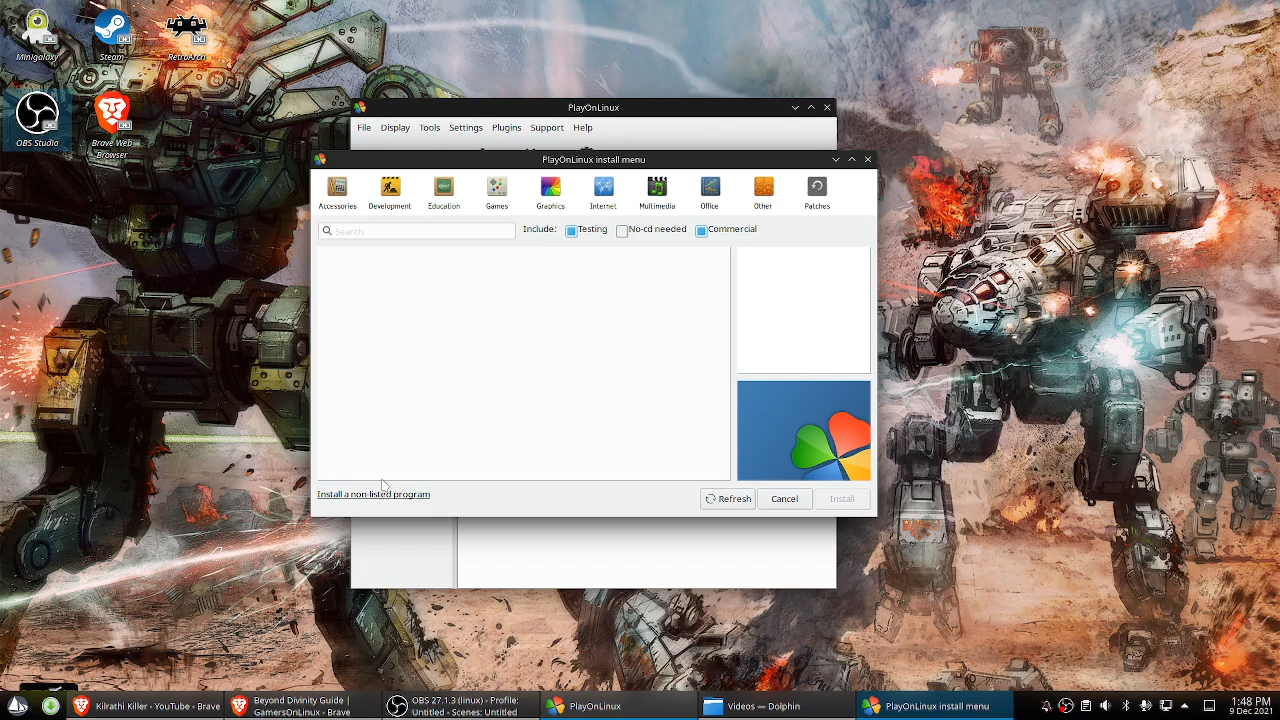 Minigalaxy
Steam
RetroArch
OBS Studio
Brave Web
Browser
PlayOnLinux
File Display Tools Settings Plugins Support Help
PlayOnLinux install menu
Accessories Development Education Games Graphics Internet Multimedia Office Other Patches
Search
Include: Testing No-cd needed Commercial
Install a non-listed program
Refresh Cancel Install
Kilrathi Killer - YouTube - Brave
Beyond Divinity Guide |
GamersOnLinux - Brave
OBS 27.1.3 (linux) - Profile:
Untitled - Scenes: Untitled
PlayOnLinux
Videos — Dolphin
PlayOnLinux install menu
1:48 PM
9 Dec 2021